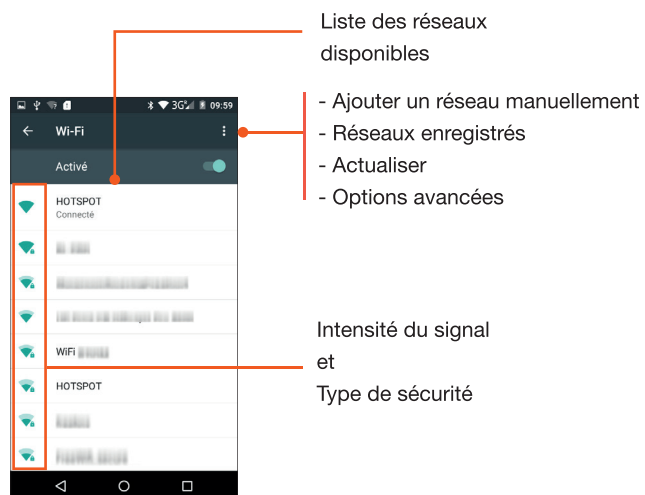 Liste des réseaux
disponibles
3G 09:59
Wi-Fi
- Ajouter un réseau manuellement
- Réseaux enregistrés
- Actualiser
- Options avancées
Activé
HOTSPOT
Connecté
WiFi
HOTSPOT
Intensité du signal
et
Type de sécurité